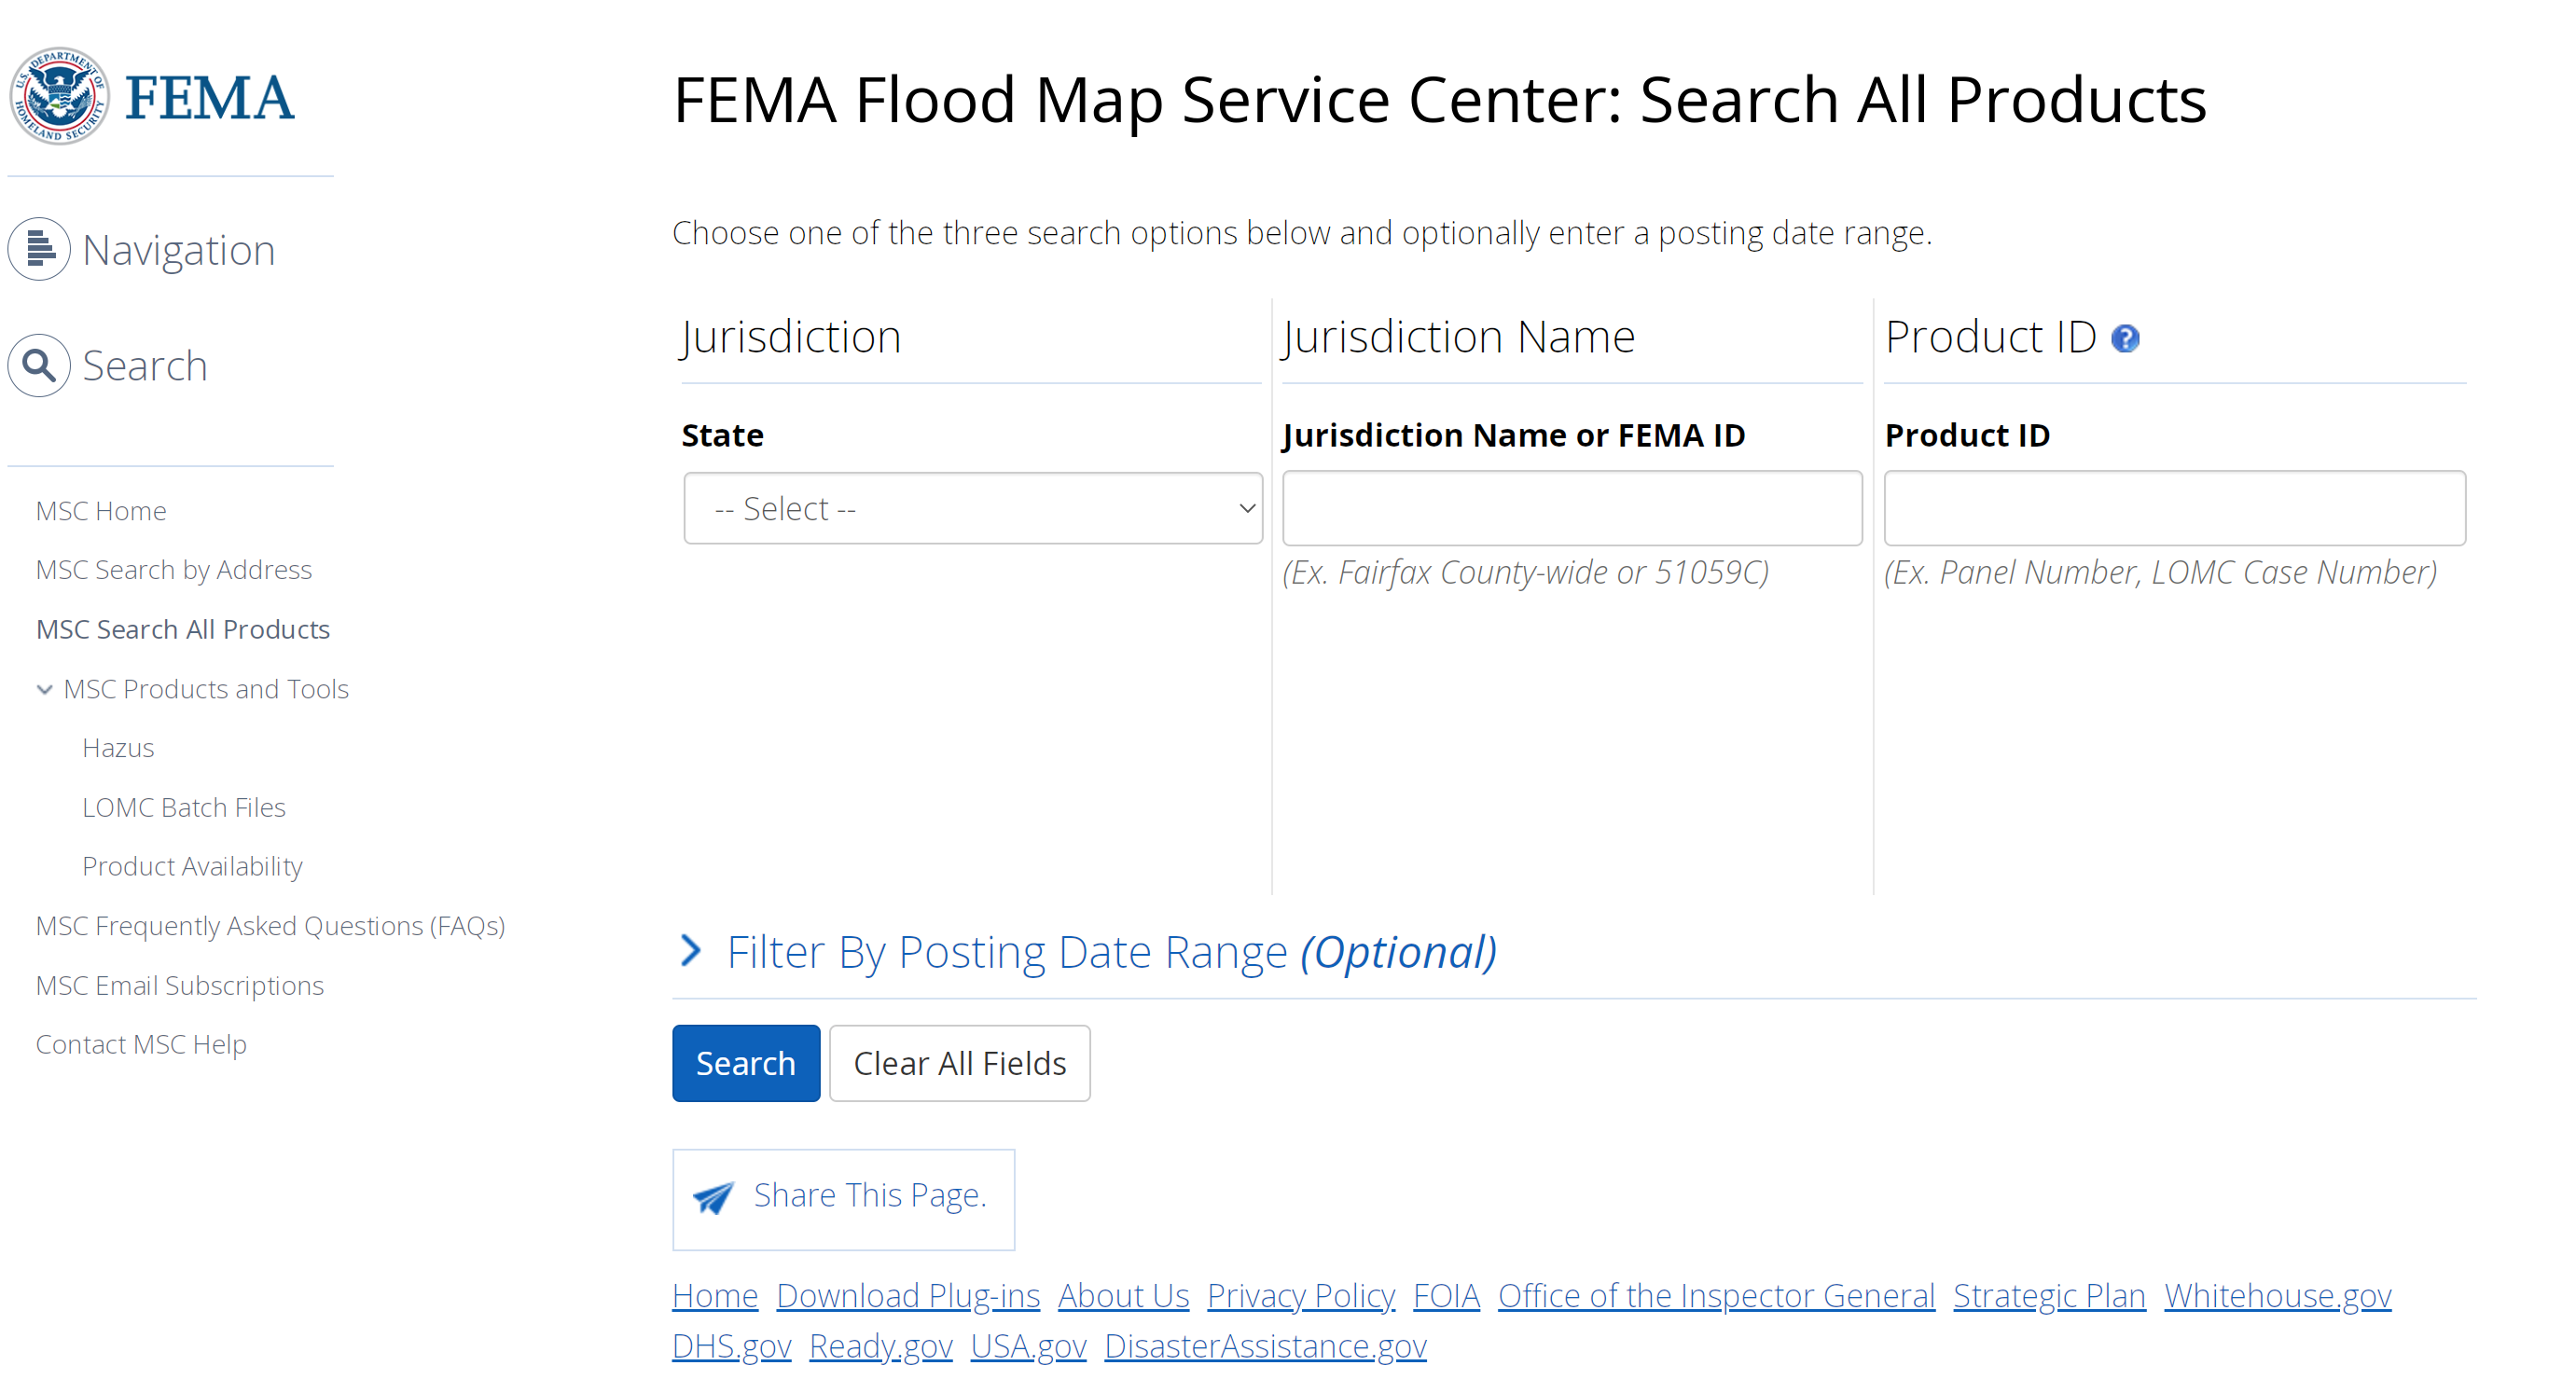 U.S. DEPARTMENT OF HOMELAND SECURITY
FEMA
FEMA Flood Map Service Center: Search All Products
Navigation
Search
MSC Home
MSC Search by Address
MSC Search All Products
MSC Products and Tools
Hazus
LOMC Batch Files
Product Availability
MSC Frequently Asked Questions (FAQs)
MSC Email Subscriptions
Contact MSC Help
Choose one of the three search options below and optionally enter a posting date range.
Jurisdiction
State
-- Select --
Jurisdiction Name
Jurisdiction Name or FEMA ID
(Ex. Fairfax County-wide or 51059C)
Product ID ?
Product ID
(Ex. Panel Number, LOMC Case Number)
Filter By Posting Date Range (Optional)
Search Clear All Fields
Share This Page.
Home Download Plug-ins About Us Privacy Policy FOIA Office of the Inspector General Strategic Plan Whitehouse.gov
DHS.gov Ready.gov USA.gov DisasterAssistance.gov